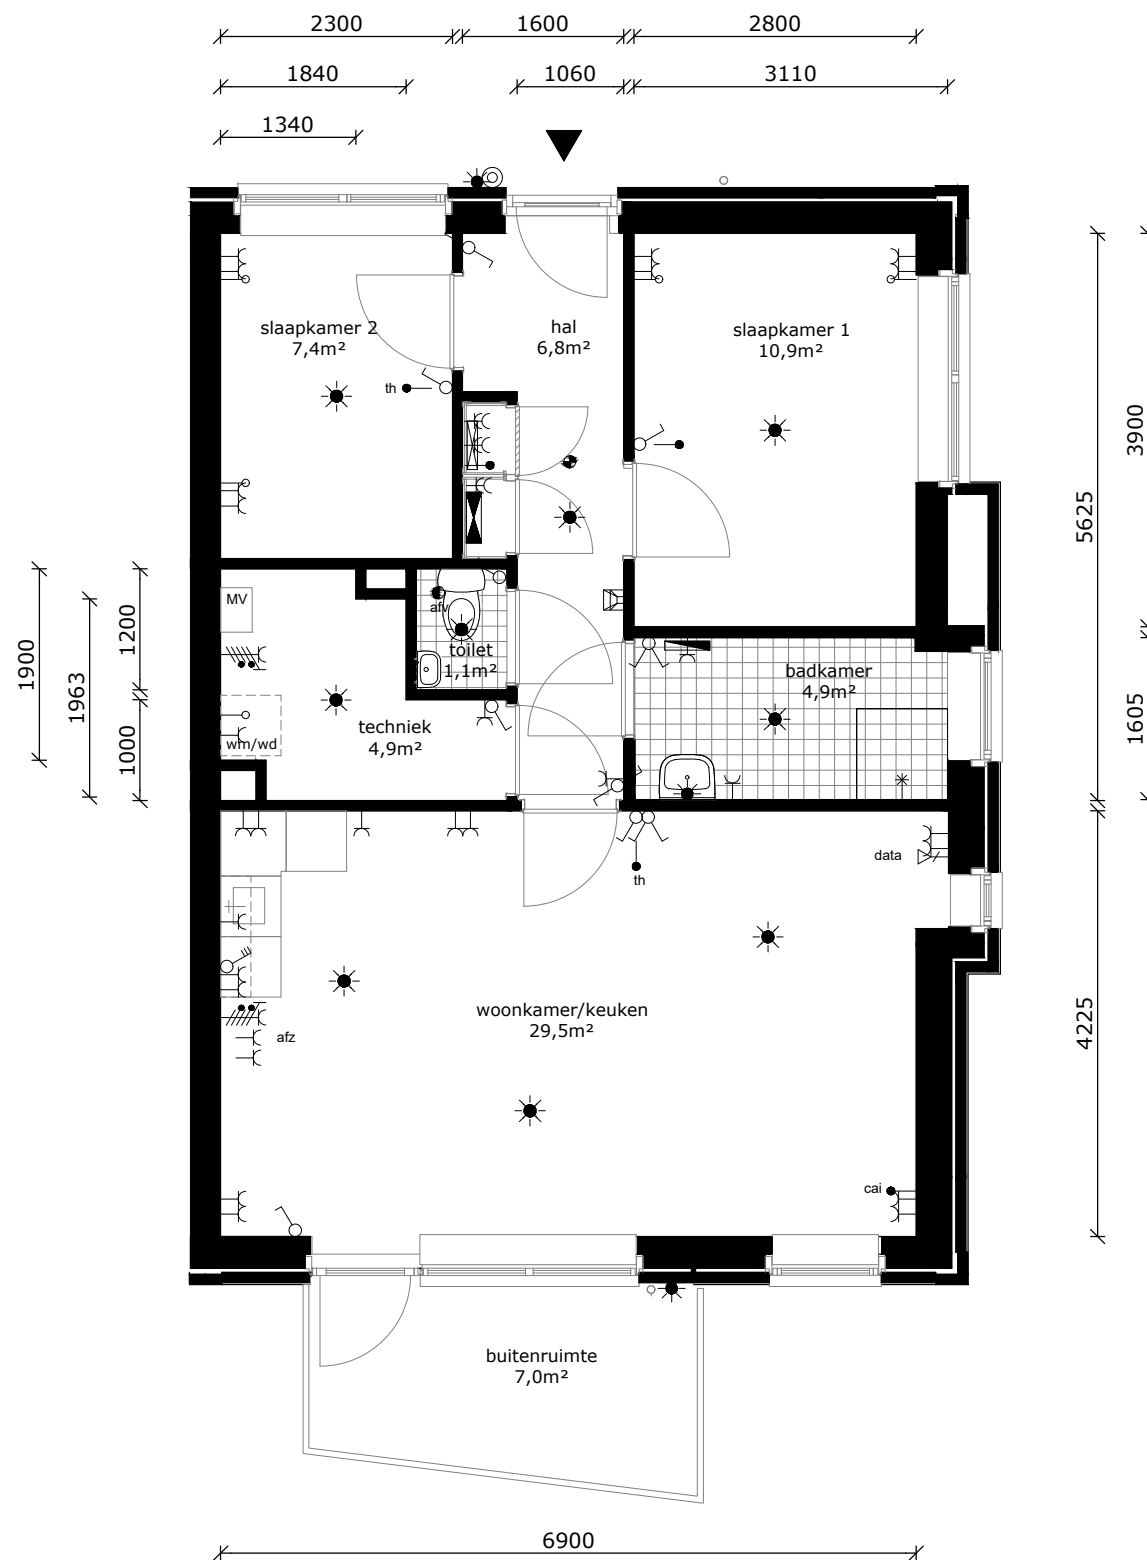 2300
1600
2800
1840
1060
3110
1340
slaapkamer 2
7,4m²
hal
6,8m²
slaapkamer 1
10,9m²
th
3900
5625
MV
afv
toilet
1,1m²
badkamer
4,9m²
1900
1963
1200
1000
techniek
4,9m²
wm/wd
1605
data
th
woonkamer/keuken
29,5m²
afz
4225
cai
buitenruimte
7,0m²
6900